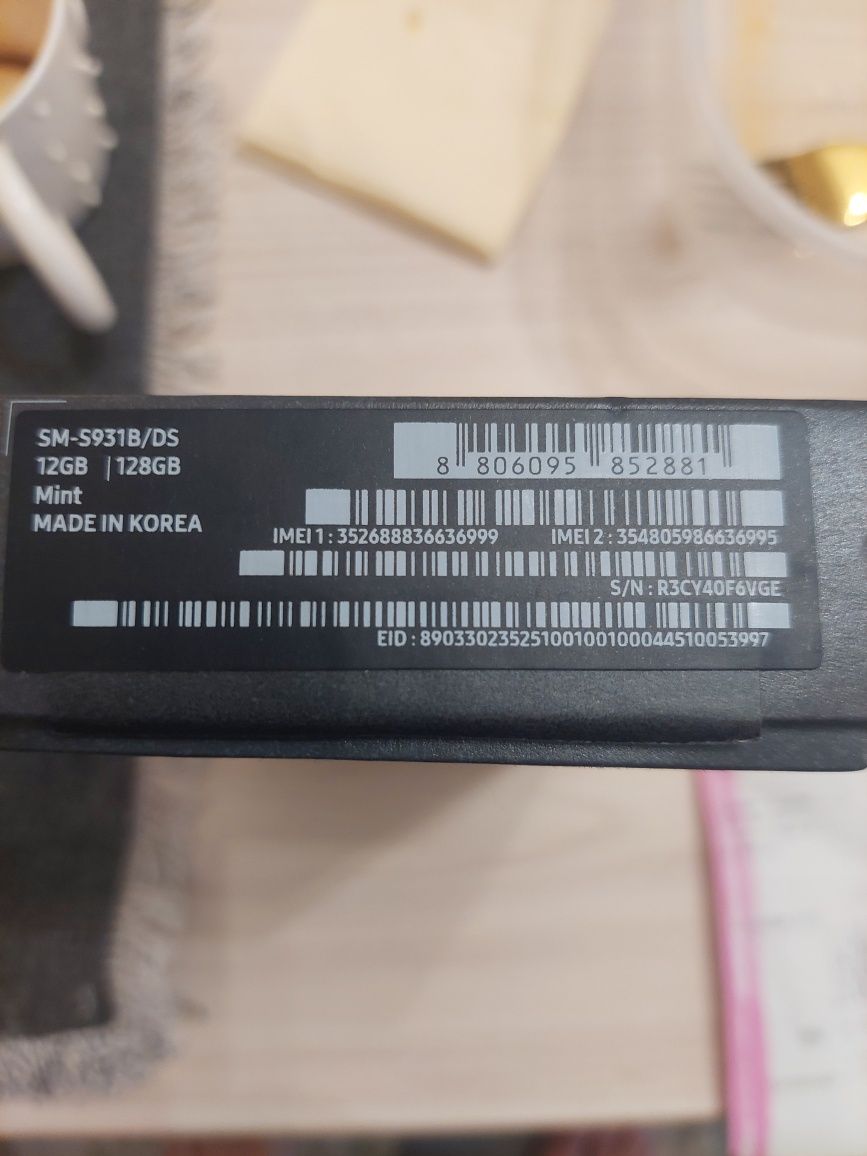 SM-S931B/DS
12GB | 128GB
Mint
MADE IN KOREA
8 806095 852881
IMEI 1 : 352688836636999 IMEI 2 : 354805986636995
S/N : R3CY40F6VGE
EID : 89033023525100100100044510053997